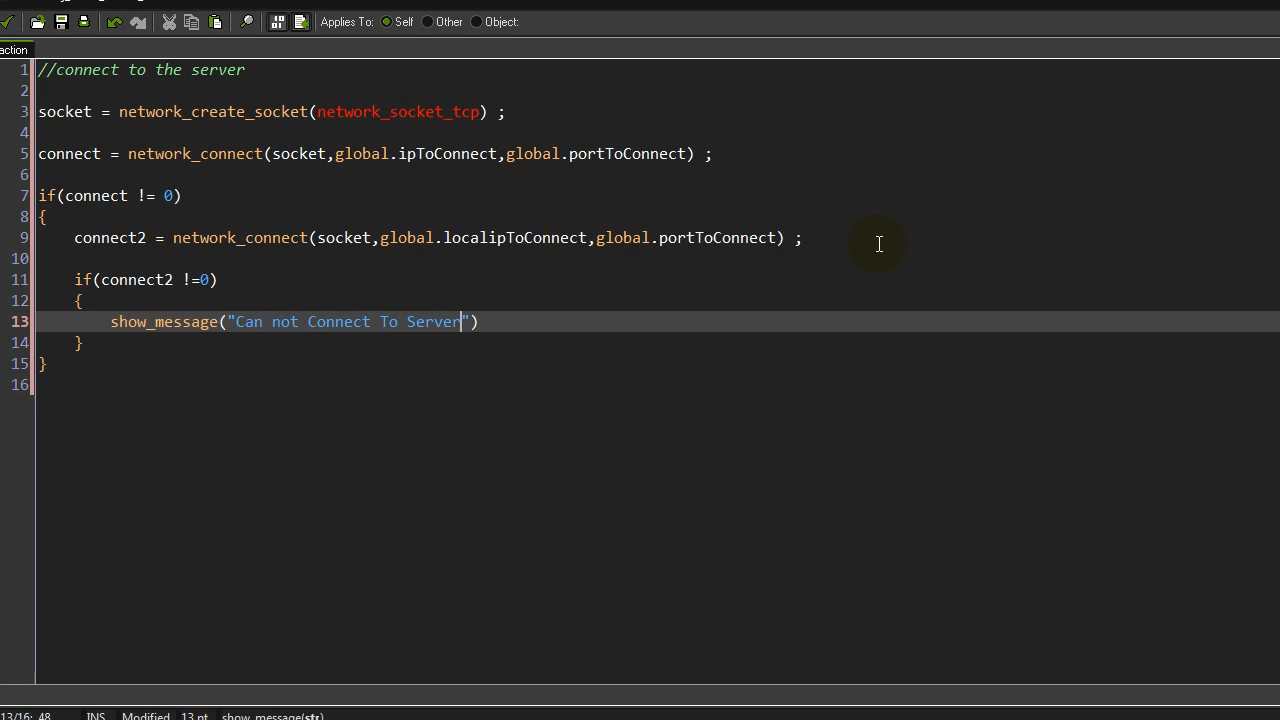 Applies To: Self Other Object:
action
1 //connect to the server
2
3 socket = network_create_socket(network_socket_tcp) ;
4
5 connect = network_connect(socket,global.ipToConnect,global.portToConnect) ;
6
7 if(connect != 0)
8 {
9 connect2 = network_connect(socket,global.localipToConnect,global.portToConnect) ;
10
11 if(connect2 !=0)
12 {
13 show_message("Can not Connect To Server")
14 }
15 }
16
13/16: 48 INS Modified 13 pt show_message(str)